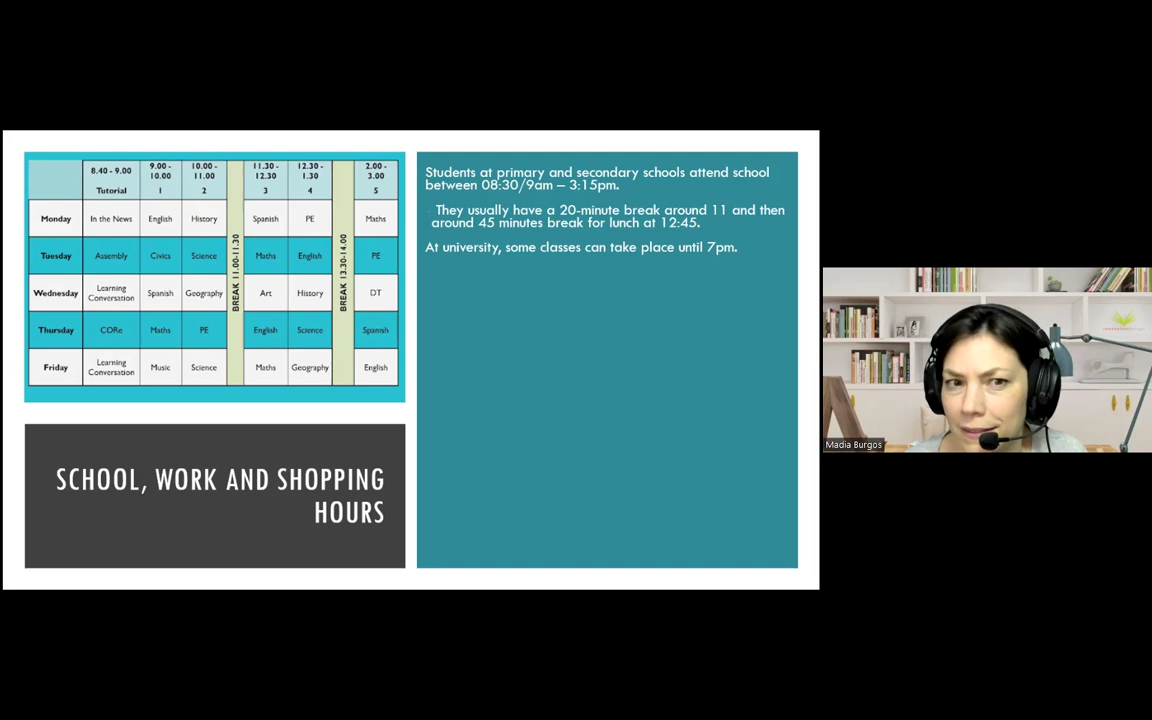 8.40 - 9.00 9.00 - 10.00 10.00 - 11.00 11.30 - 12.30 12.30 - 1.30 2.00 - 3.00
Tutorial 1 2 3 4 5
Monday In the News English History Spanish PE Maths
Tuesday Assembly Civics Science Maths English PE
Wednesday Learning Conversation Spanish Geography Art History DT
Thursday CORe Maths PE English Science Spanish
Friday Learning Conversation Music Science Maths Geography English
BREAK 11.00-11.30
BREAK 13.30-14.00
SCHOOL, WORK AND SHOPPING
HOURS
Students at primary and secondary schools attend school
between 08:30/9am – 3:15pm.
They usually have a 20-minute break around 11 and then
around 45 minutes break for lunch at 12:45.
At university, some classes can take place until 7pm.
Madia Burgos